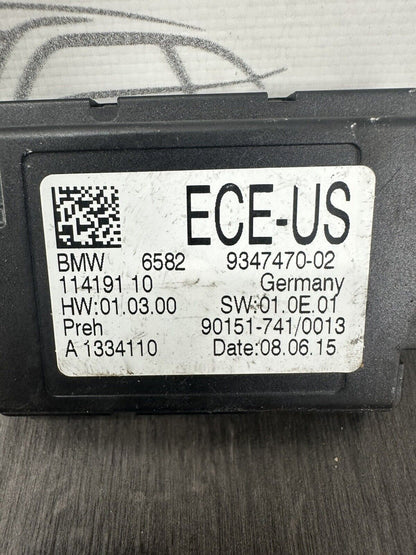 ECE-US
BMW 6582 9347470-02
114191 10 Germany
HW:01.03.00 SW:01.0E.01
Preh 90151-741/0013
A 1334110 Date:08.06.15